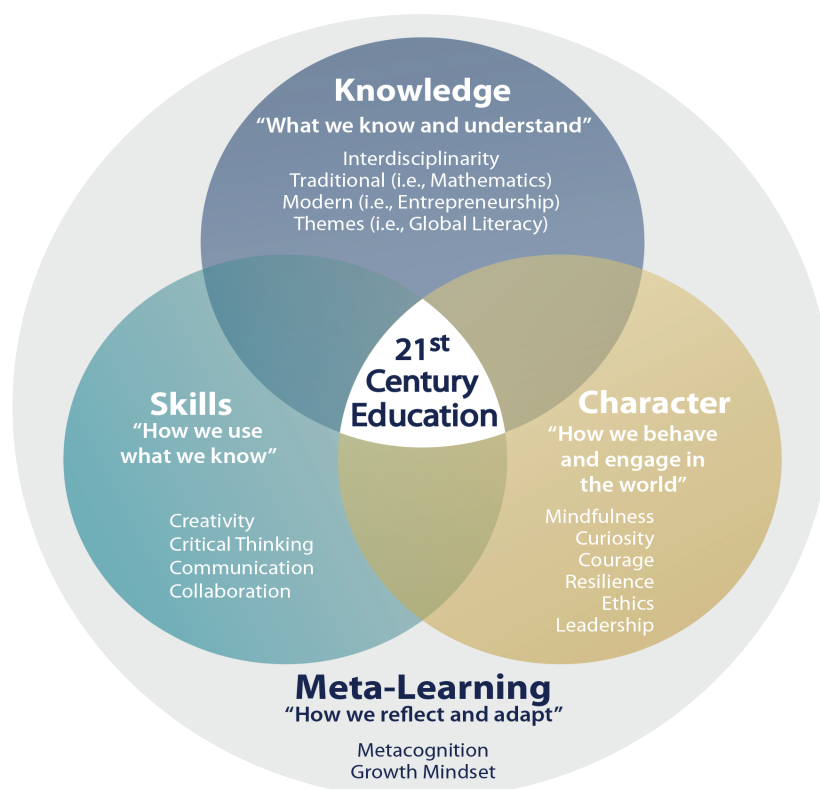 Knowledge
“What we know and understand”
Interdisciplinarity
Traditional (i.e., Mathematics)
Modern (i.e., Entrepreneurship)
Themes (i.e., Global Literacy)
21st
Century
Education
Skills
“How we use
what we know”
Creativity
Critical Thinking
Communication
Collaboration
Character
“How we behave
and engage in
the world”
Mindfulness
Curiosity
Courage
Resilience
Ethics
Leadership
Meta-Learning
“How we reflect and adapt”
Metacognition
Growth Mindset